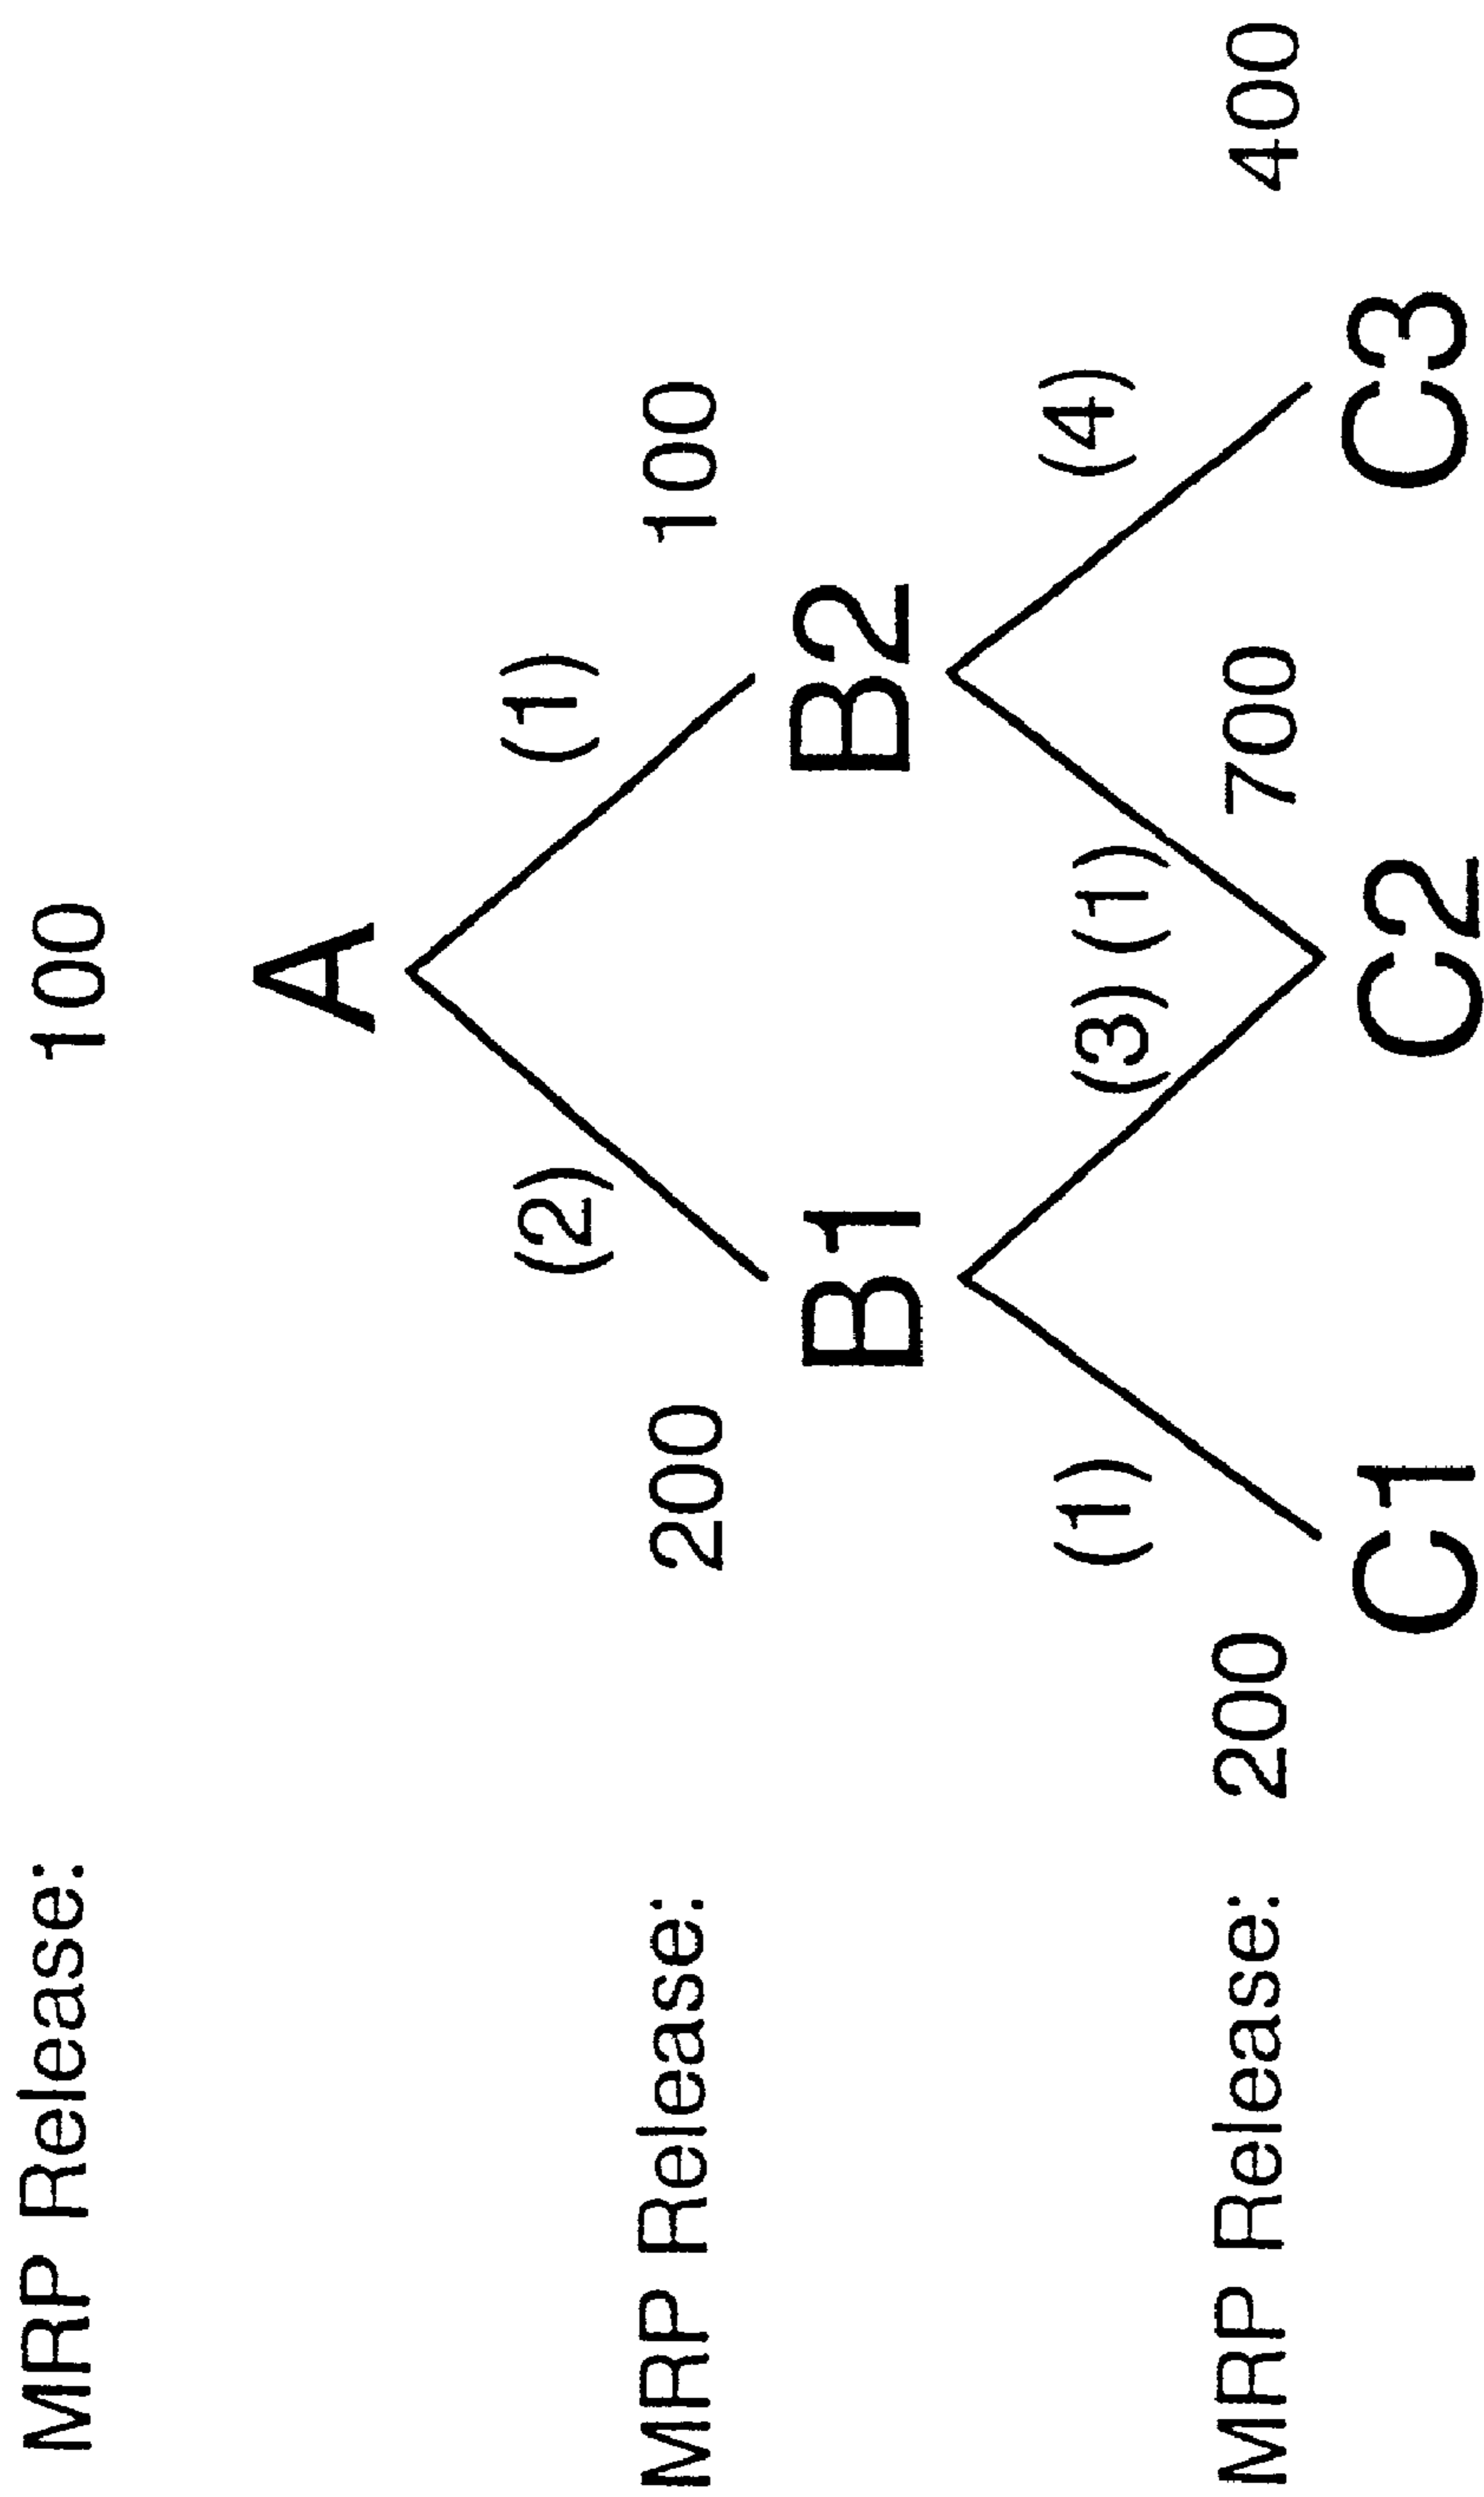 MRP Release: 100
A
(2) (1)
MRP Release: 200 100
B1 B2
(1) (3) (1) (4)
MRP Release: 200 700 400
C1 C2 C3